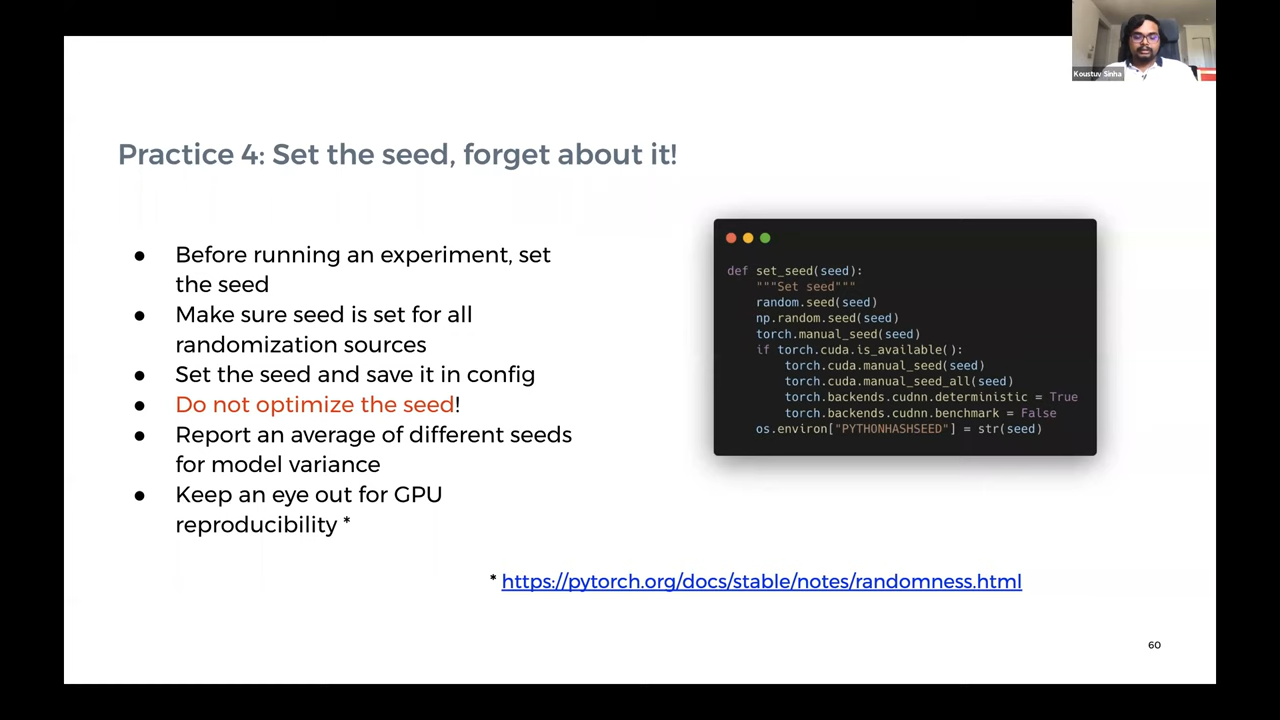 Koustuv Sinha
Practice 4: Set the seed, forget about it!
● Before running an experiment, set
the seed
● Make sure seed is set for all
randomization sources
● Set the seed and save it in config
● Do not optimize the seed!
● Report an average of different seeds
for model variance
● Keep an eye out for GPU
reproducibility *
def set_seed(seed):
    """Set seed"""
    random.seed(seed)
    np.random.seed(seed)
    torch.manual_seed(seed)
    if torch.cuda.is_available():
        torch.cuda.manual_seed(seed)
        torch.cuda.manual_seed_all(seed)
        torch.backends.cudnn.deterministic = True
        torch.backends.cudnn.benchmark = False
    os.environ["PYTHONHASHSEED"] = str(seed)
* https://pytorch.org/docs/stable/notes/randomness.html
60